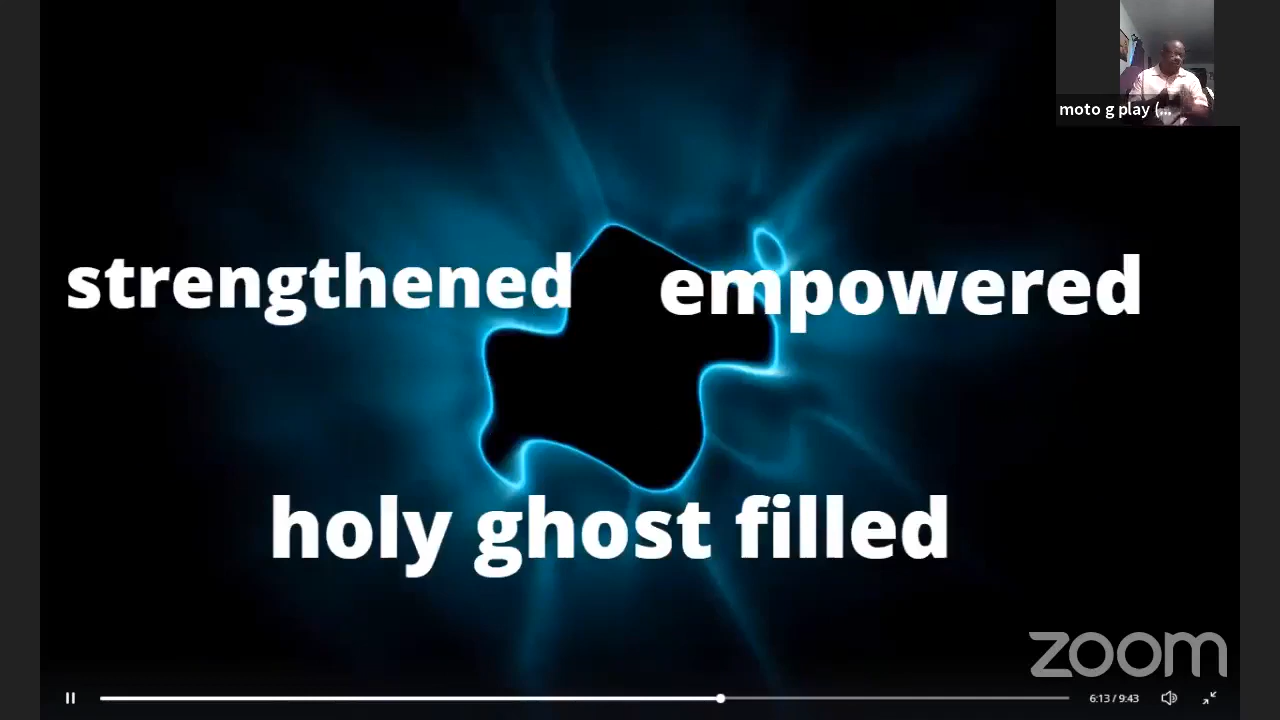 moto g play (...
strengthened empowered
holy ghost filled
zoom
6:13 / 9:43